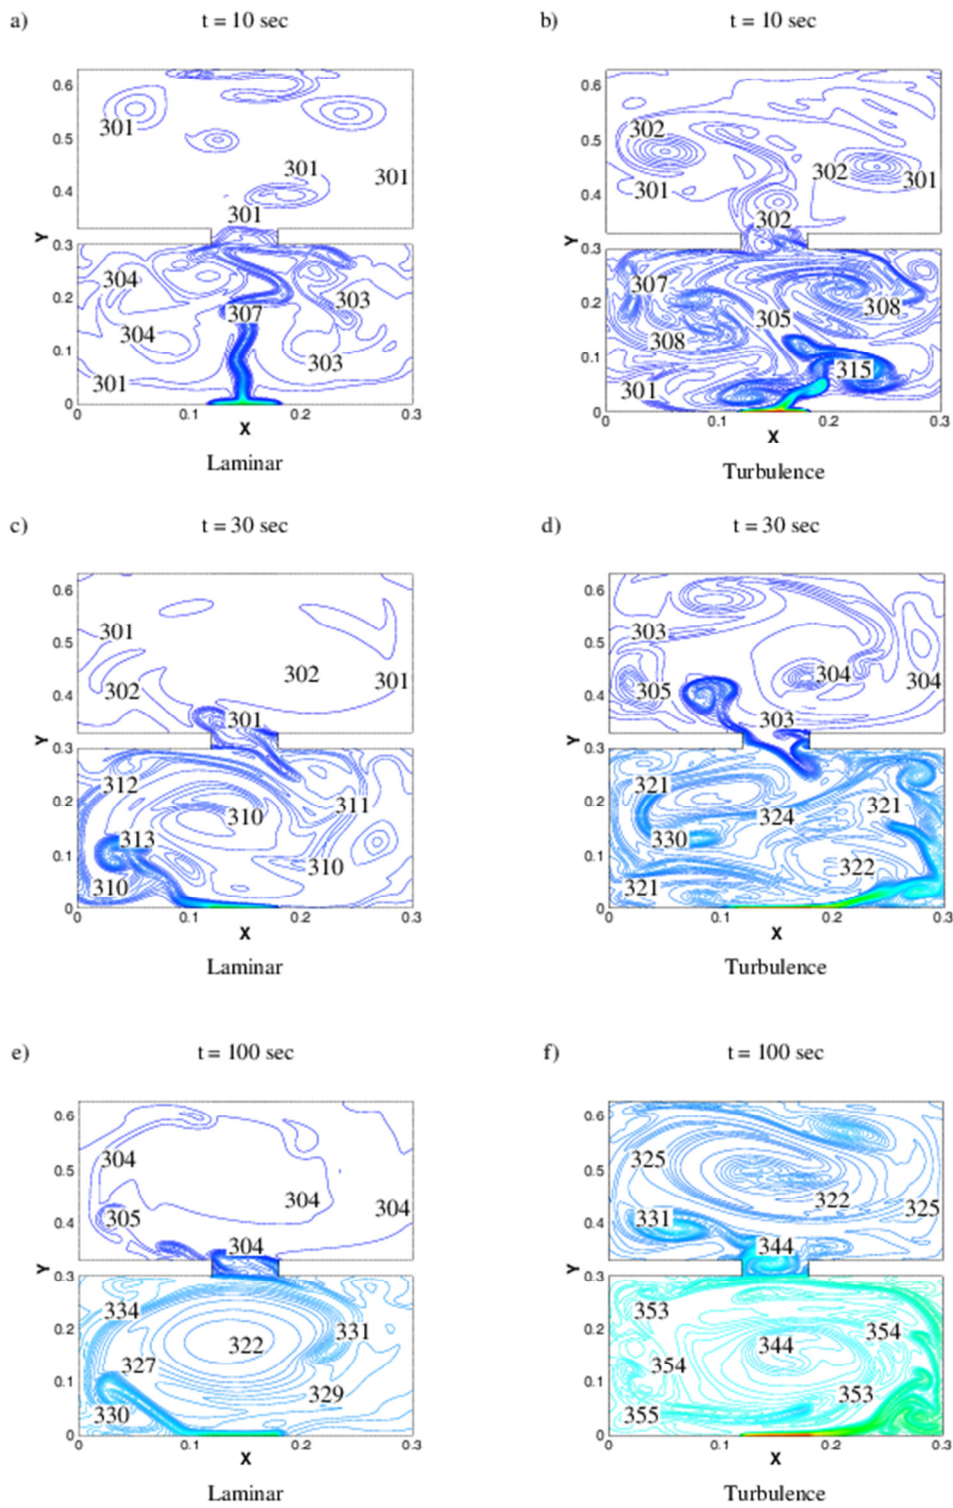 a) t = 10 sec b) t = 10 sec
0.6 0.6
0.5 301 0.5 302
0.4 301 301 0.4 301 302 301
301 302
Y 0.3 Y 0.3
304 307 308
0.2 303 0.2
307 305
304 308
0.1 303 0.1 315
301 301
0 0.1 0.2 0.3 0 0.1 0.2 0.3
X X
Laminar Turbulence
c) t = 30 sec d) t = 30 sec
0.6 0.6
0.5 301 0.5 303
302 301 304 304
0.4 302 0.4 305
301 303
Y 0.3 Y 0.3
312 321
0.2 310 311 0.2 324 321
313 330
0.1 310 0.1 322
310 321
0 0 0.1 0.2 0.3 0 0 0.1 0.2 0.3
X X
Laminar Turbulence
e) t = 100 sec f) t = 100 sec
0.6 0.6
0.5 304 0.5 325
304 304 322 325
0.4 305 0.4 331
304 344
Y 0.3 Y 0.3
334 353
0.2 322 331 0.2 344 354
327 354
0.1 329 0.1 353
330 355
0 0 0.1 0.2 0.3 0 0 0.1 0.2 0.3
X X
Laminar Turbulence